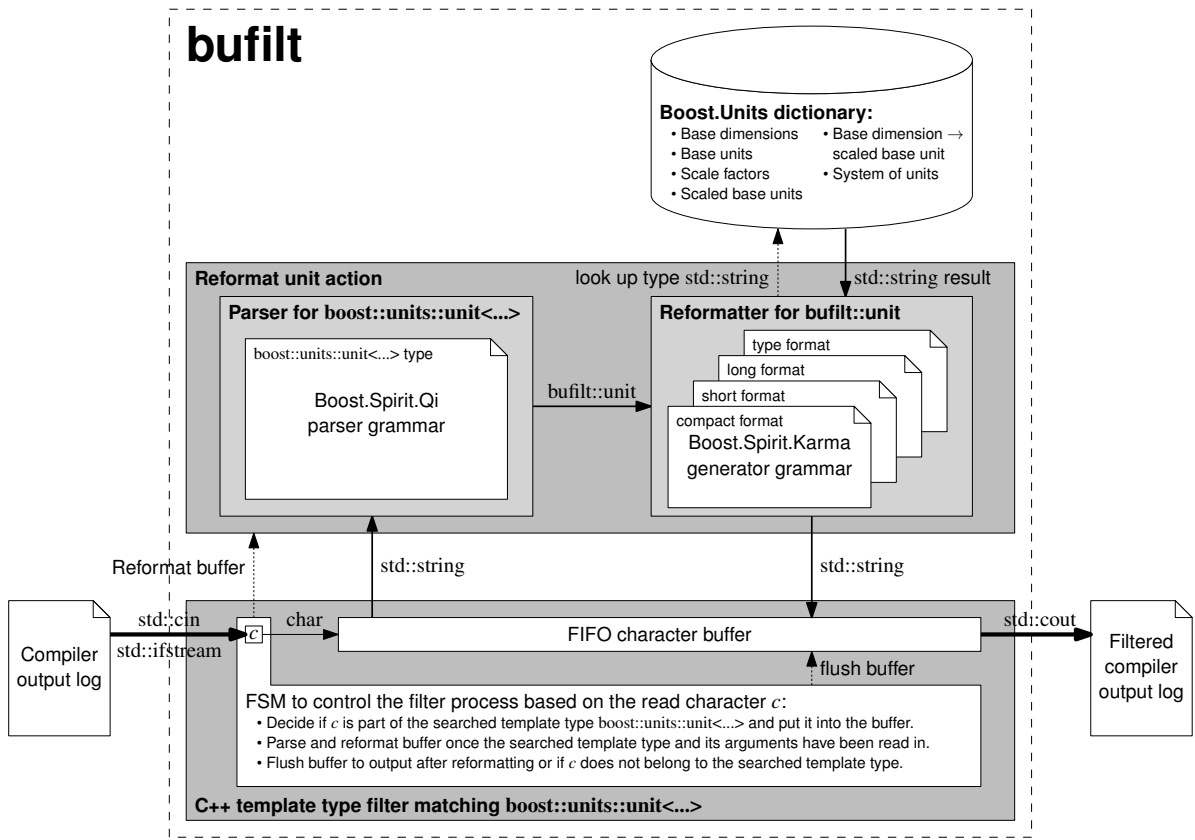 bufilt
Boost.Units dictionary:
• Base dimensions
• Base units
• Scale factors
• Scaled base units
• Base dimension →
scaled base unit
• System of units
Reformat unit action
look up type std::string
std::string result
Parser for boost::units::unit<...>
boost::units::unit<...> type
Boost.Spirit.Qi
parser grammar
bufilt::unit
Reformatter for bufilt::unit
type format
long format
short format
compact format
Boost.Spirit.Karma
generator grammar
Reformat buffer
std::string
std::string
Compiler
output log
std::cin
std::ifstream
c
char
FIFO character buffer
std::cout
Filtered
compiler
output log
flush buffer
FSM to control the filter process based on the read character c:
• Decide if c is part of the searched template type boost::units::unit<...> and put it into the buffer.
• Parse and reformat buffer once the searched template type and its arguments have been read in.
• Flush buffer to output after reformatting or if c does not belong to the searched template type.
C++ template type filter matching boost::units::unit<...>